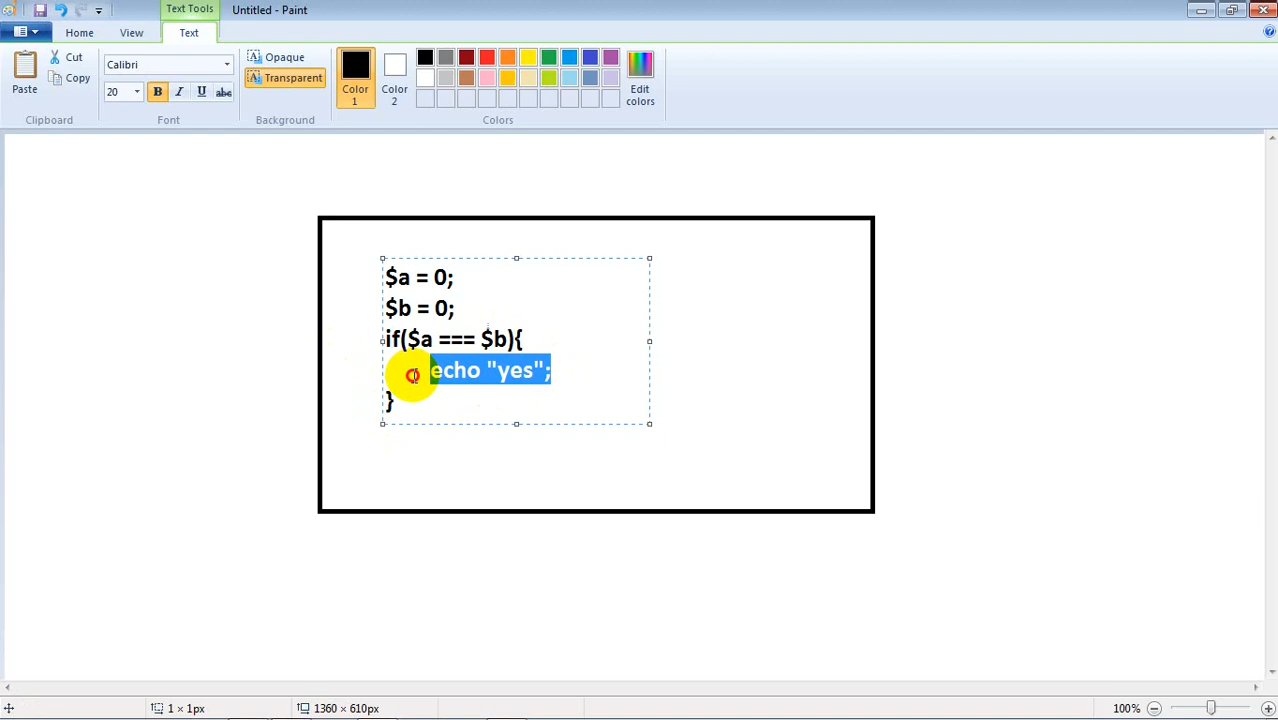 Text Tools
Untitled - Paint
Home
View
Text
Paste
Cut
Copy
Clipboard
Calibri
20
B
I
U
abc
Font
Opaque
Transparent
Background
Color 1
Color 2
Edit colors
Colors
$a = 0;
$b = 0;
if($a === $b){
echo "yes";
}
1 × 1px
1360 × 610px
100%